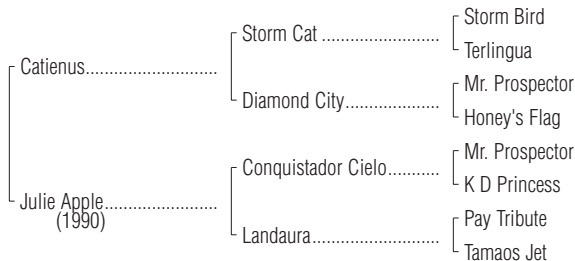 Storm Bird
Storm Cat ........................
Terlingua
Catienus...........................
Mr. Prospector
Diamond City...................
Honey's Flag
Mr. Prospector
Conquistador Cielo..........
K D Princess
Julie Apple.......................
(1990)
Pay Tribute
Landaura..........................
Tamaos Jet